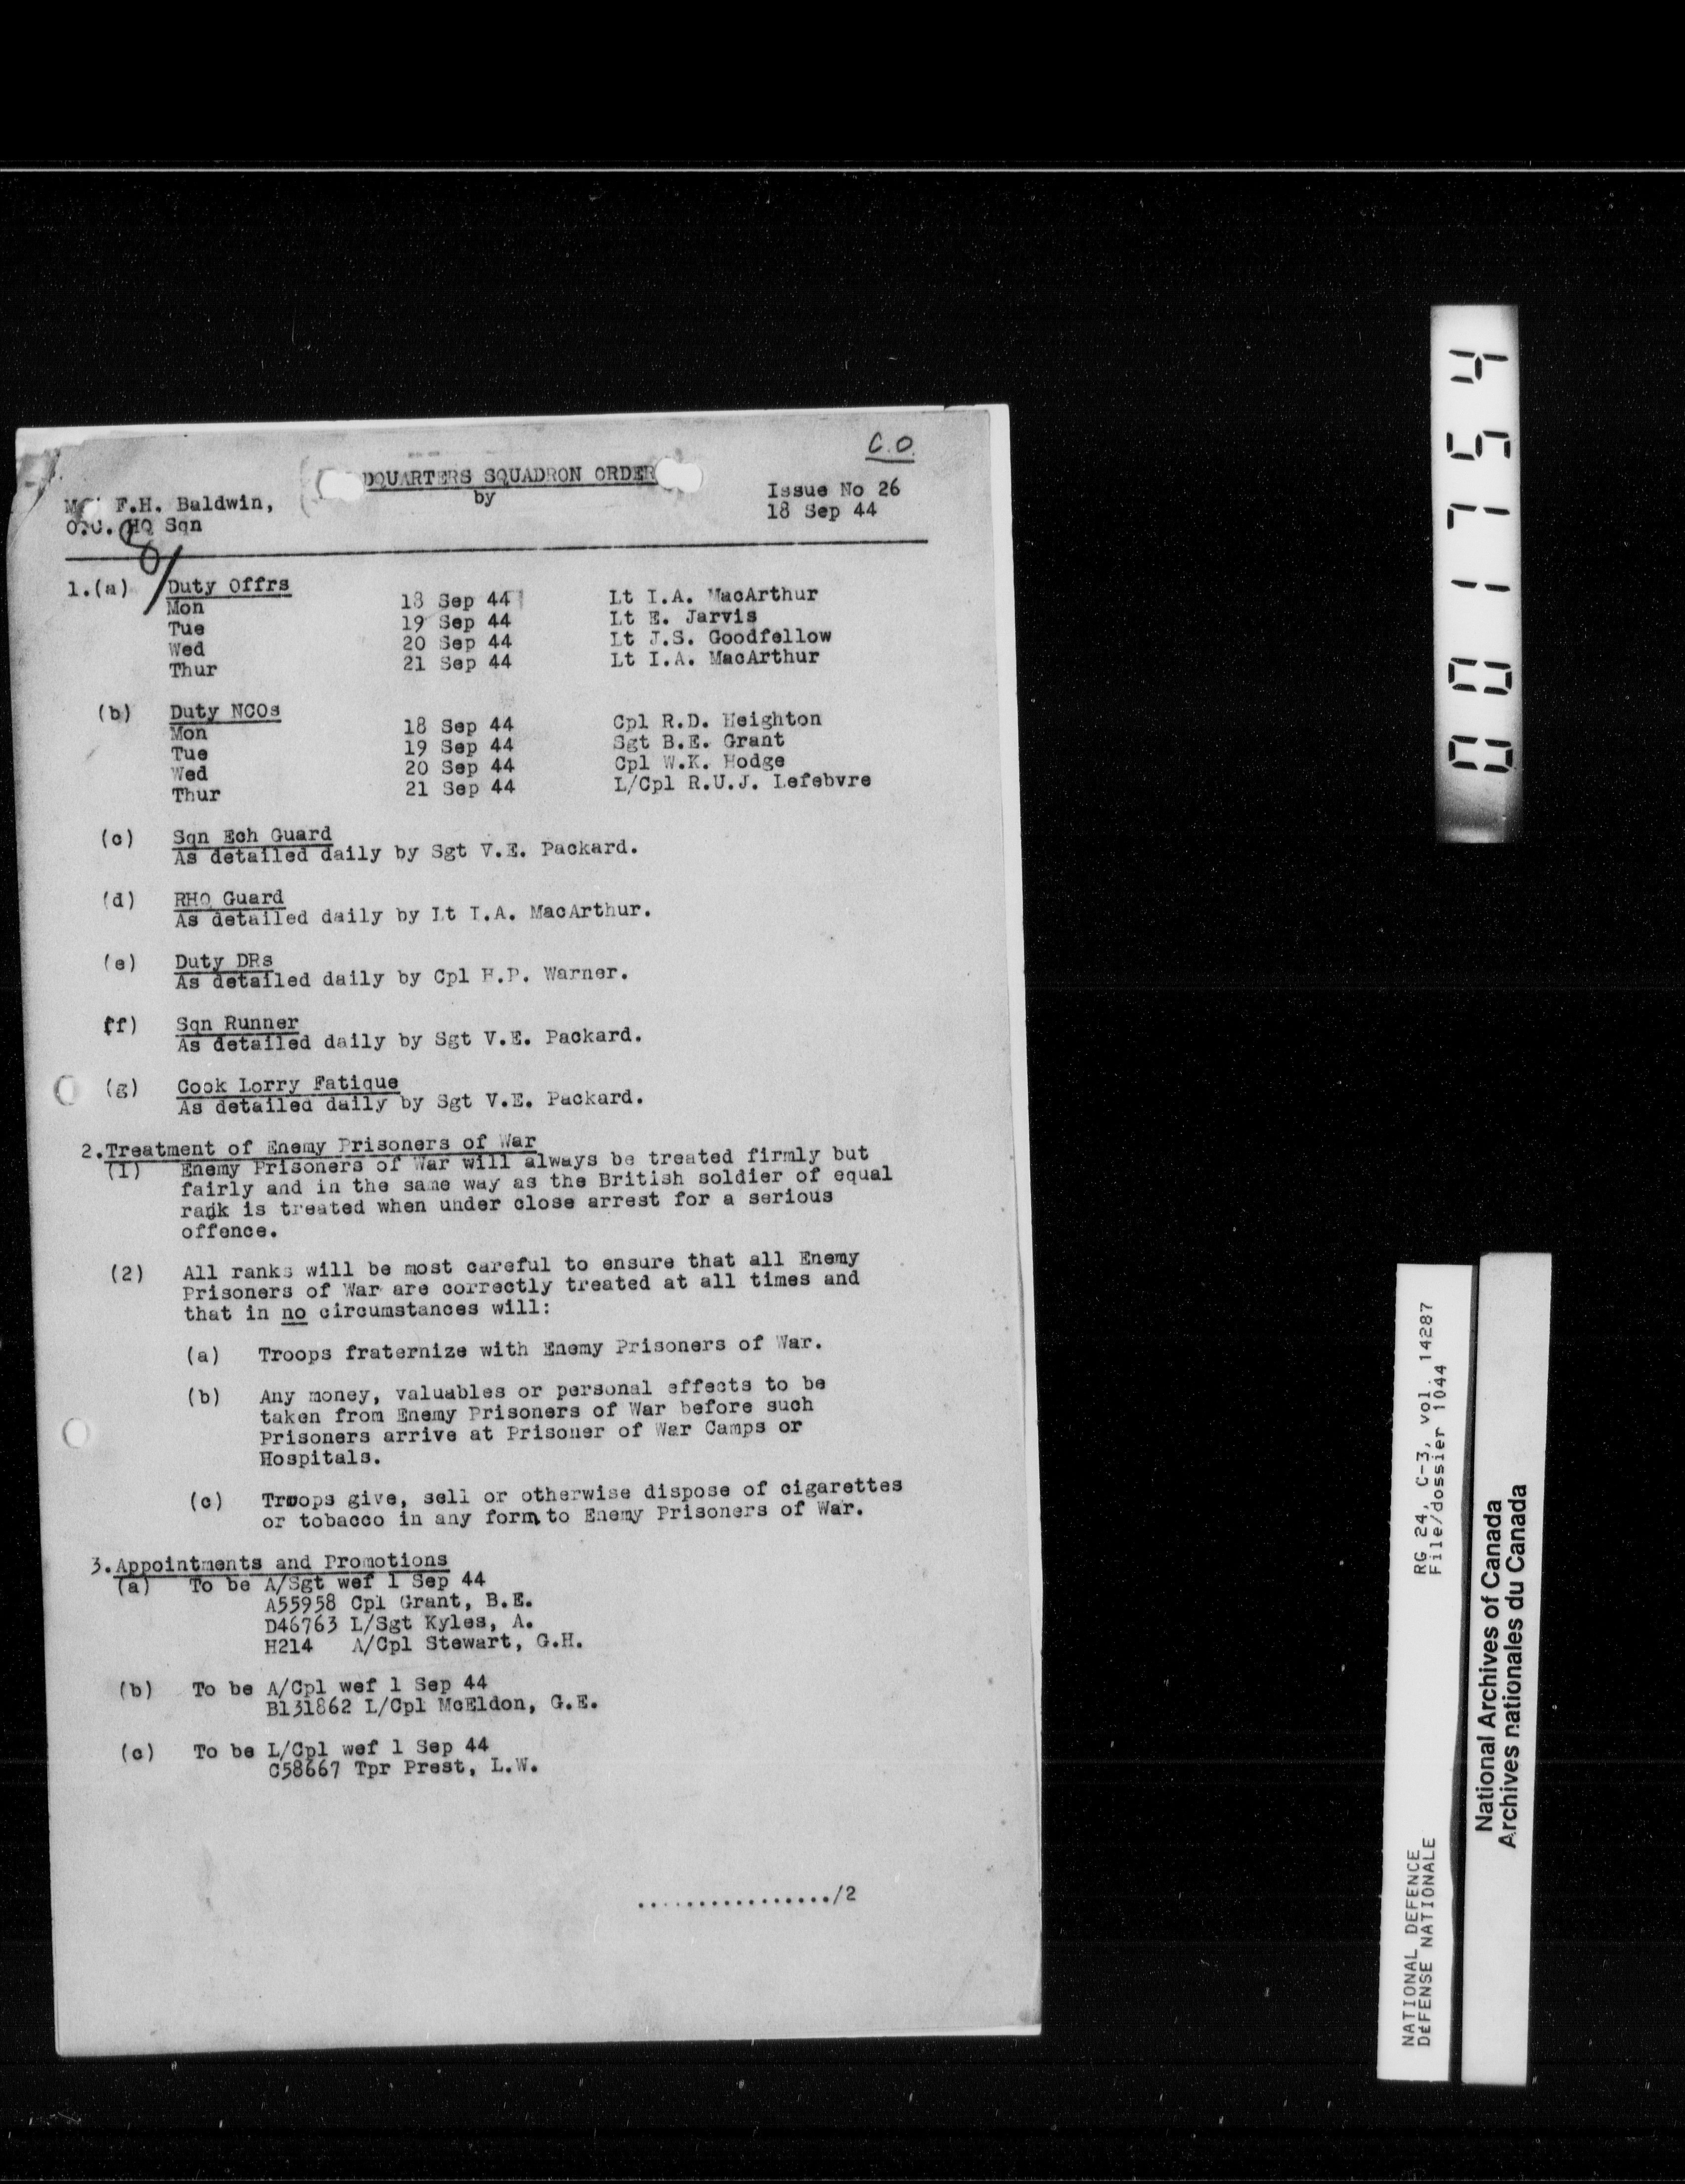 C.O.
DQUARTERS SQUADRON ORDER
by
F.H. Baldwin,
O.C. HQ Sqn
Issue No 26
18 Sep 44
1.(a) Duty Offrs
Mon 18 Sep 44 Lt I.A. MacArthur
Tue 19 Sep 44 Lt E. Jarvis
Wed 20 Sep 44 Lt J.S. Goodfellow
Thur 21 Sep 44 Lt I.A. MacArthur
(b) Duty NCOs
Mon 18 Sep 44 Cpl R.D. Heighton
Tue 19 Sep 44 Sgt B.E. Grant
Wed 20 Sep 44 Cpl W.K. Hodge
Thur 21 Sep 44 L/Cpl R.U.J. Lefebvre
(c) Sqn Ech Guard
As detailed daily by Sgt V.E. Packard.
(d) RHQ Guard
As detailed daily by Lt I.A. MacArthur.
(e) Duty DRs
As detailed daily by Cpl H.P. Warner.
(f) Sqn Runner
As detailed daily by Sgt V.E. Packard.
(g) Cook Lorry Fatique
As detailed daily by Sgt V.E. Packard.
2.Treatment of Enemy Prisoners of War
(1) Enemy Prisoners of War will always be treated firmly but
fairly and in the same way as the British soldier of equal
rank is treated when under close arrest for a serious
offence.
(2) All ranks will be most careful to ensure that all Enemy
Prisoners of War are correctly treated at all times and
that in no circumstances will:
(a) Troops fraternize with Enemy Prisoners of War.
(b) Any money, valuables or personal effects to be
taken from Enemy Prisoners of War before such
Prisoners arrive at Prisoner of War Camps or
Hospitals.
(c) Troops give, sell or otherwise dispose of cigarettes
or tobacco in any form to Enemy Prisoners of War.
3.Appointments and Promotions
(a) To be A/Sgt wef 1 Sep 44
A55958 Cpl Grant, B.E.
D46763 L/Sgt Kyles, A.
H214 A/Cpl Stewart, G.H.
(b) To be A/Cpl wef 1 Sep 44
B131862 L/Cpl McEldon, G.E.
(c) To be L/Cpl wef 1 Sep 44
C58667 Tpr Prest, L.W.
................/2
001754
NATIONAL DEFENCE RG 24, C-3, vol. 14287
DÉFENSE NATIONALE File/dossier 1044
National Archives of Canada
Archives nationales du Canada